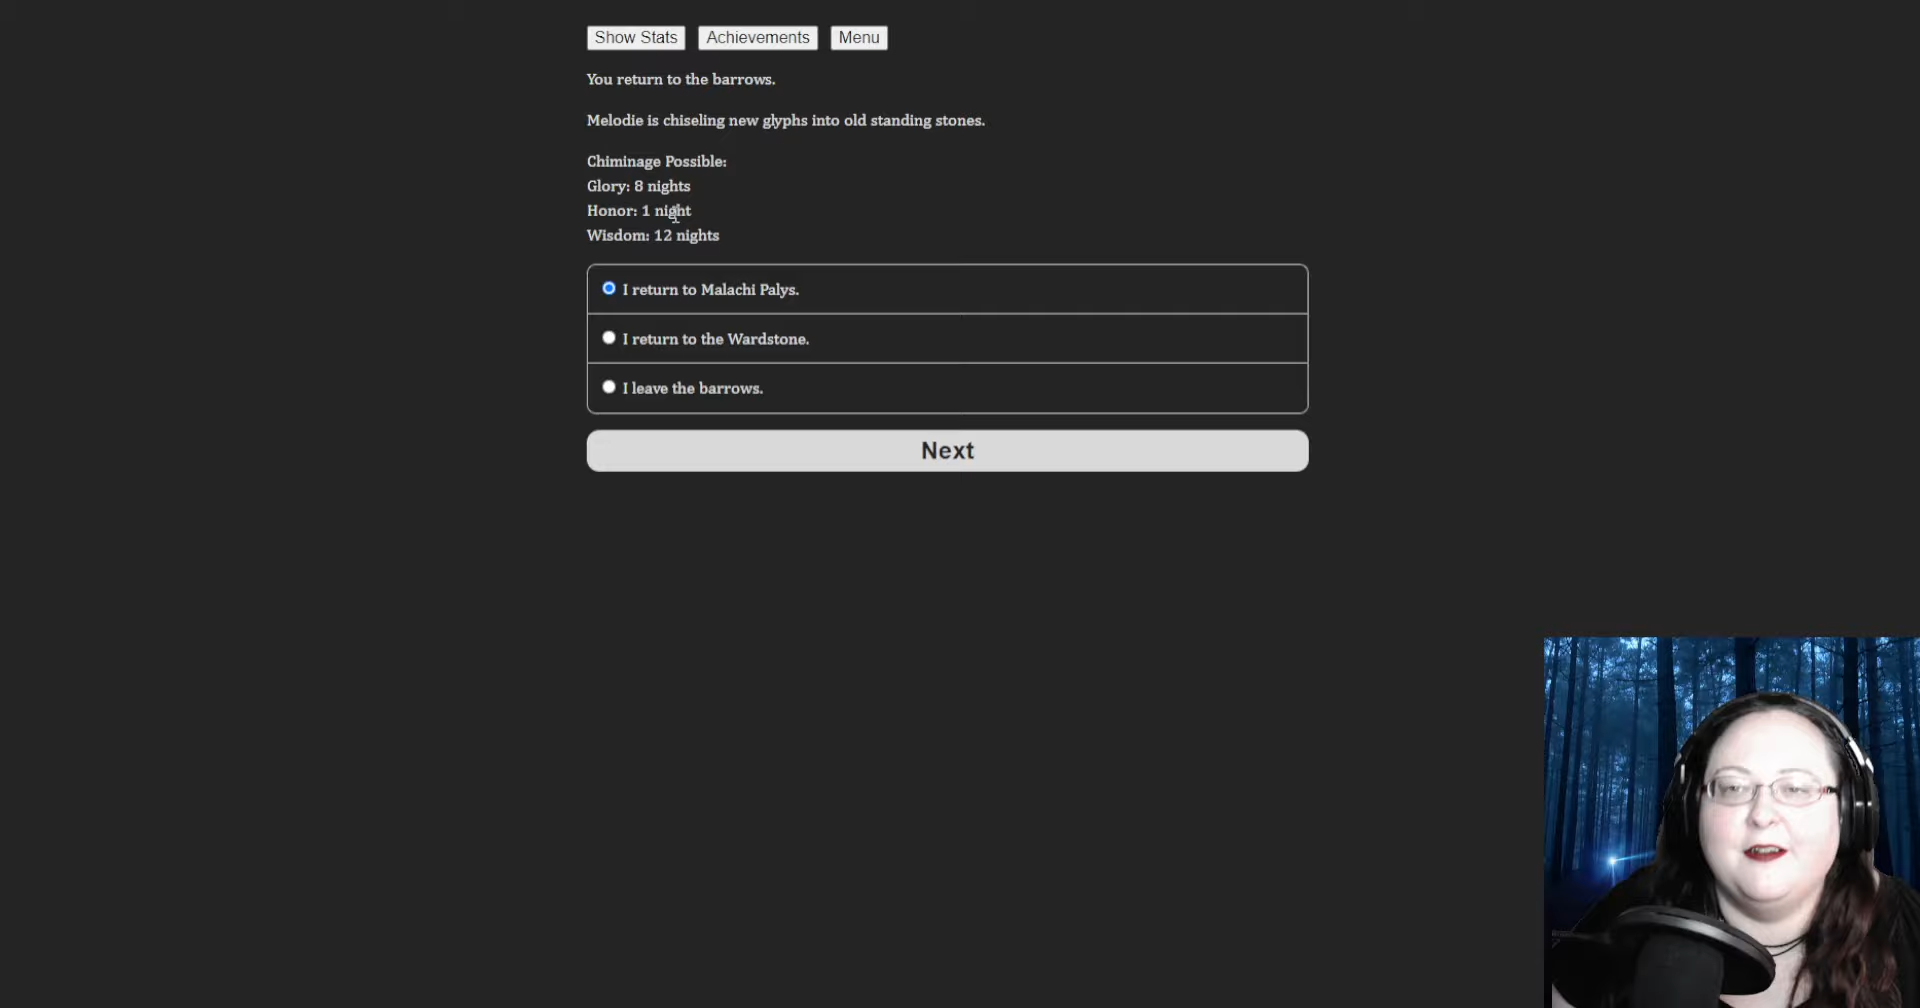 Show Stats Achievements Menu
You return to the barrows.
Melodie is chiseling new glyphs into old standing stones.
Chiminage Possible:
Glory: 8 nights
Honor: 1 night
Wisdom: 12 nights
I return to Malachi Palys.
I return to the Wardstone.
I leave the barrows.
Next